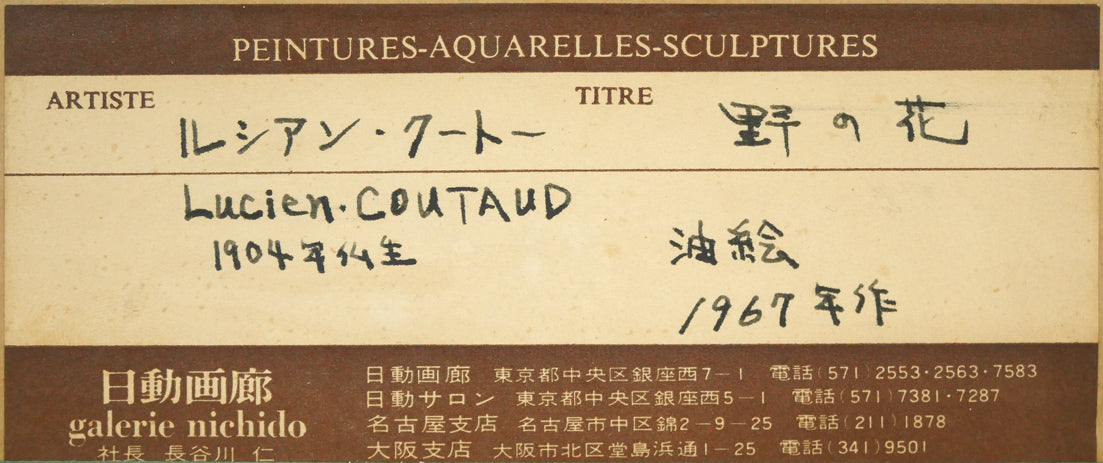 PEINTURES-AQUARELLES-SCULPTURES
ARTISTE ルシアン・クートー
TITRE 野の花
Lucien・COUTAUD
1904年仏生
油絵
1967年作
日動画廊
galerie nichido
社長 長谷川 仁
日動画廊 東京都中央区銀座西7-1 電話(571)2553・2563・7583
日動サロン 東京都中央区銀座西5-1 電話(571)7381・7287
名古屋支店 名古屋市中区錦2-9-25 電話(211)1878
大阪支店 大阪市北区堂島浜通1-25 電話(341)9501